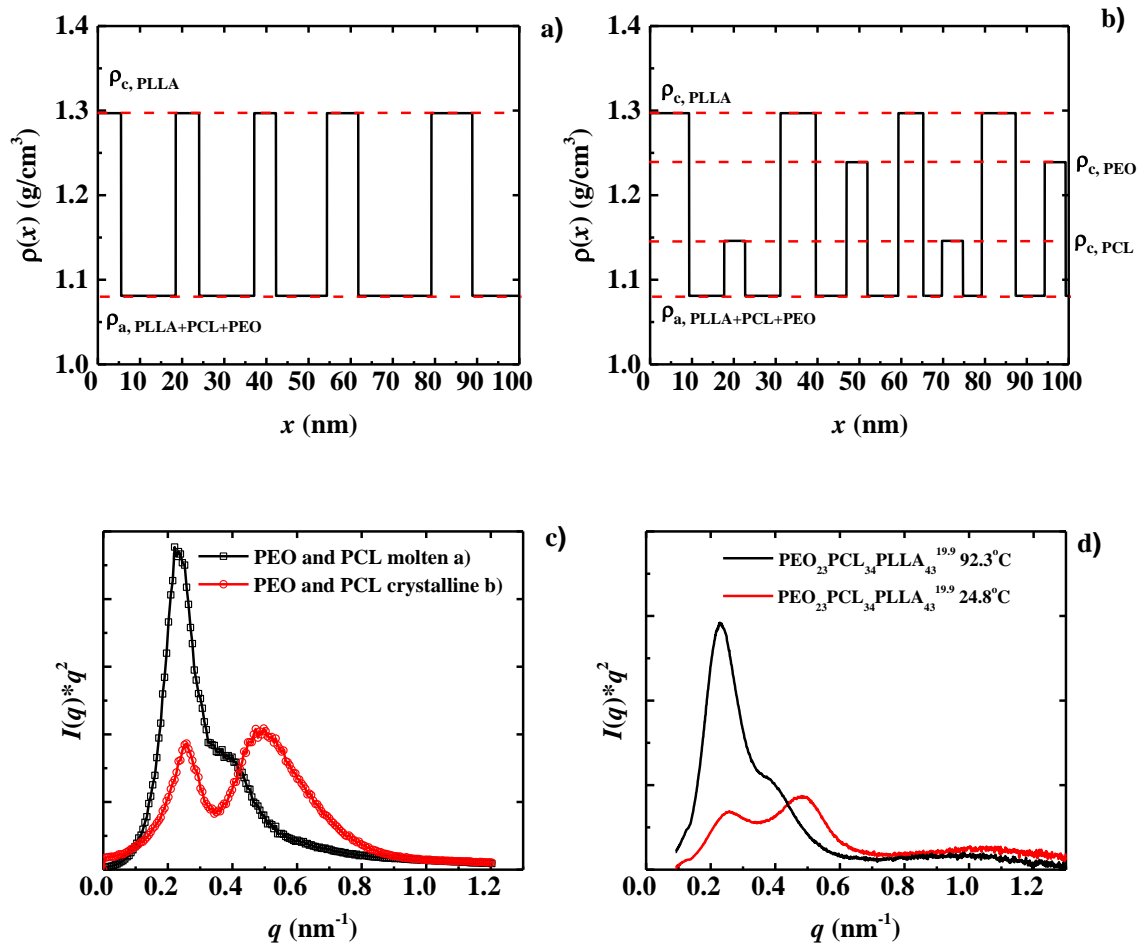 a)
1.4
1.3
1.2
1.1
1.0
ρ(x) (g/cm³)
ρc, PLLA
ρa, PLLA+PCL+PEO
0 10 20 30 40 50 60 70 80 90 100
x (nm)
b)
1.4
1.3
1.2
1.1
1.0
ρ(x) (g/cm³)
ρc, PLLA
ρc, PEO
ρc, PCL
ρa, PLLA+PCL+PEO
0 10 20 30 40 50 60 70 80 90 100
x (nm)
c)
PEO and PCL molten a)
PEO and PCL crystalline b)
I(q)*q²
0.0 0.2 0.4 0.6 0.8 1.0 1.2
q (nm⁻¹)
d)
PEO₂₃PCL₃₄PLLA₄₃¹⁹·⁹ 92.3°C
PEO₂₃PCL₃₄PLLA₄₃¹⁹·⁹ 24.8°C
I(q)*q²
0.0 0.2 0.4 0.6 0.8 1.0 1.2
q (nm⁻¹)